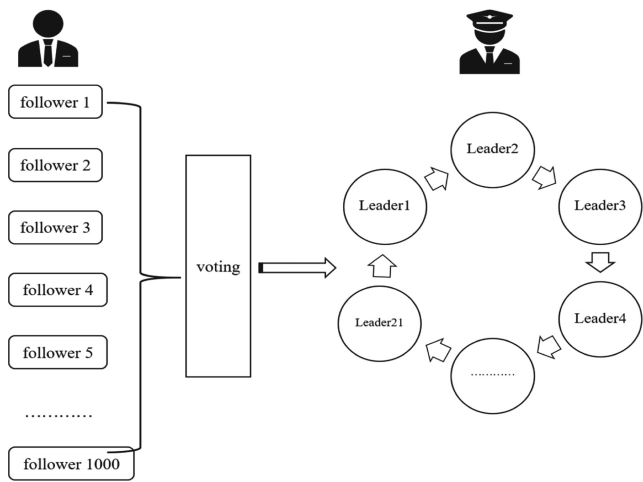 follower 1
follower 2
follower 3
follower 4
follower 5
…………
follower 1000
voting
Leader1
Leader2
Leader3
Leader4
…………
Leader21